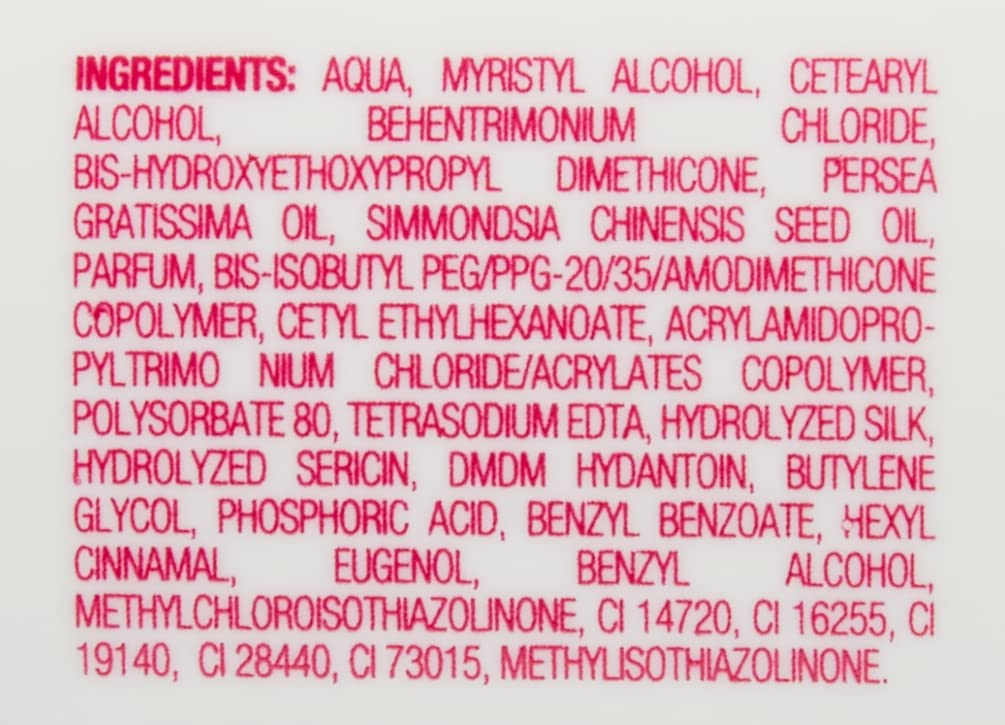 INGREDIENTS: AQUA, MYRISTYL ALCOHOL, CETEARYL
ALCOHOL, BEHENTRIMONIUM CHLORIDE,
BIS-HYDROXYETHOXYPROPYL DIMETHICONE, PERSEA
GRATISSIMA OIL, SIMMONDSIA CHINENSIS SEED OIL,
PARFUM, BIS-ISOBUTYL PEG/PPG-20/35/AMODIMETHICONE
COPOLYMER, CETYL ETHYLHEXANOATE, ACRYLAMIDOPRO-
PYLTRIMO NIUM CHLORIDE/ACRYLATES COPOLYMER,
POLYSORBATE 80, TETRASODIUM EDTA, HYDROLYZED SILK,
HYDROLYZED SERICIN, DMDM HYDANTOIN, BUTYLENE
GLYCOL, PHOSPHORIC ACID, BENZYL BENZOATE, HEXYL
CINNAMAL, EUGENOL, BENZYL ALCOHOL,
METHYLCHLOROISOTHIAZOLINONE, CI 14720, CI 16255, CI
19140, CI 28440, CI 73015, METHYLISOTHIAZOLINONE.